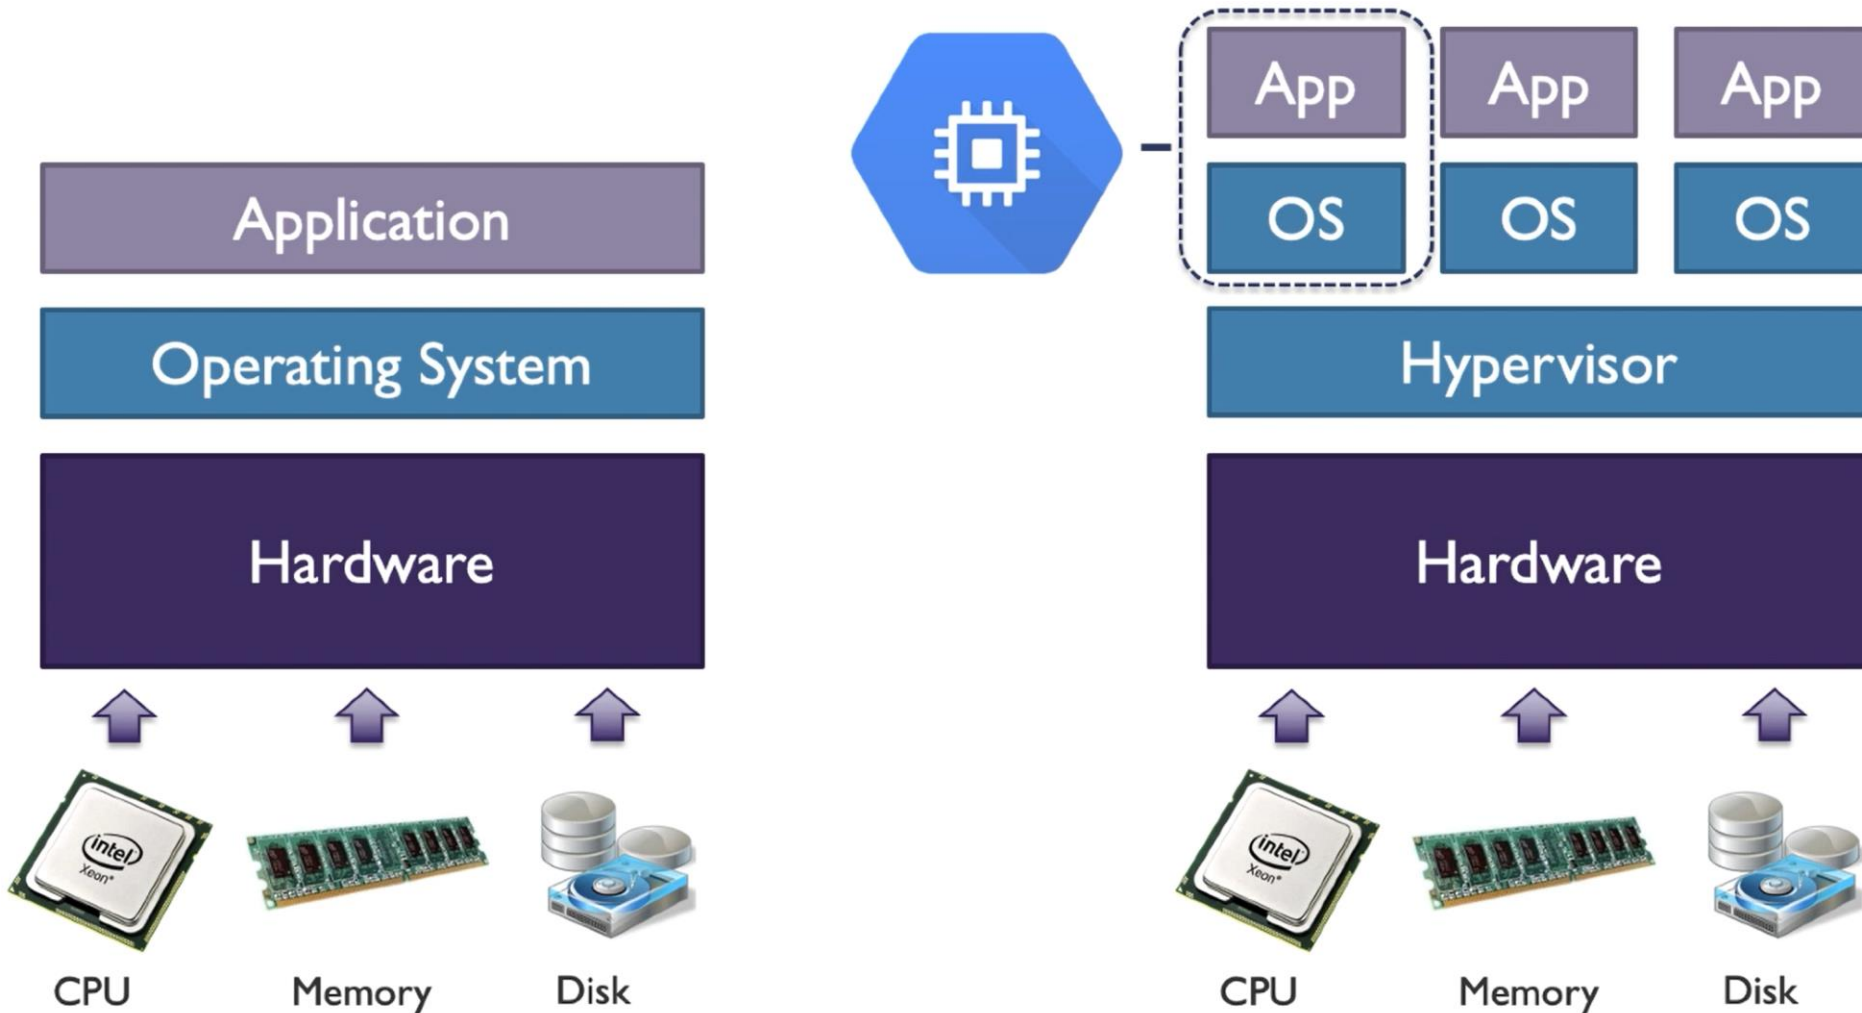 Application
Operating System
Hardware
intel
Xeon®
CPU
Memory
Disk
App
App
App
OS
OS
OS
Hypervisor
Hardware
intel
Xeon®
CPU
Memory
Disk